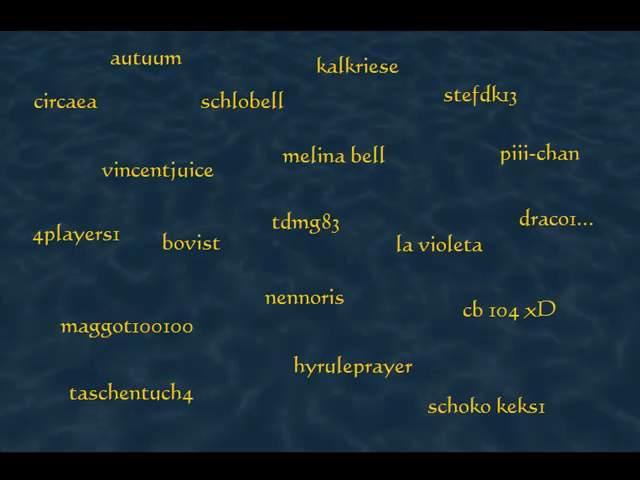 autuum
kalkriese
circaea
schlobell
stefdk13
vincentjuice
melina bell
piii-chan
4players1
bovist
tdmg83
la violeta
draco1...
nennoris
cb 104 xD
maggot100100
hyruleprayer
taschentuch4
schoko keks1